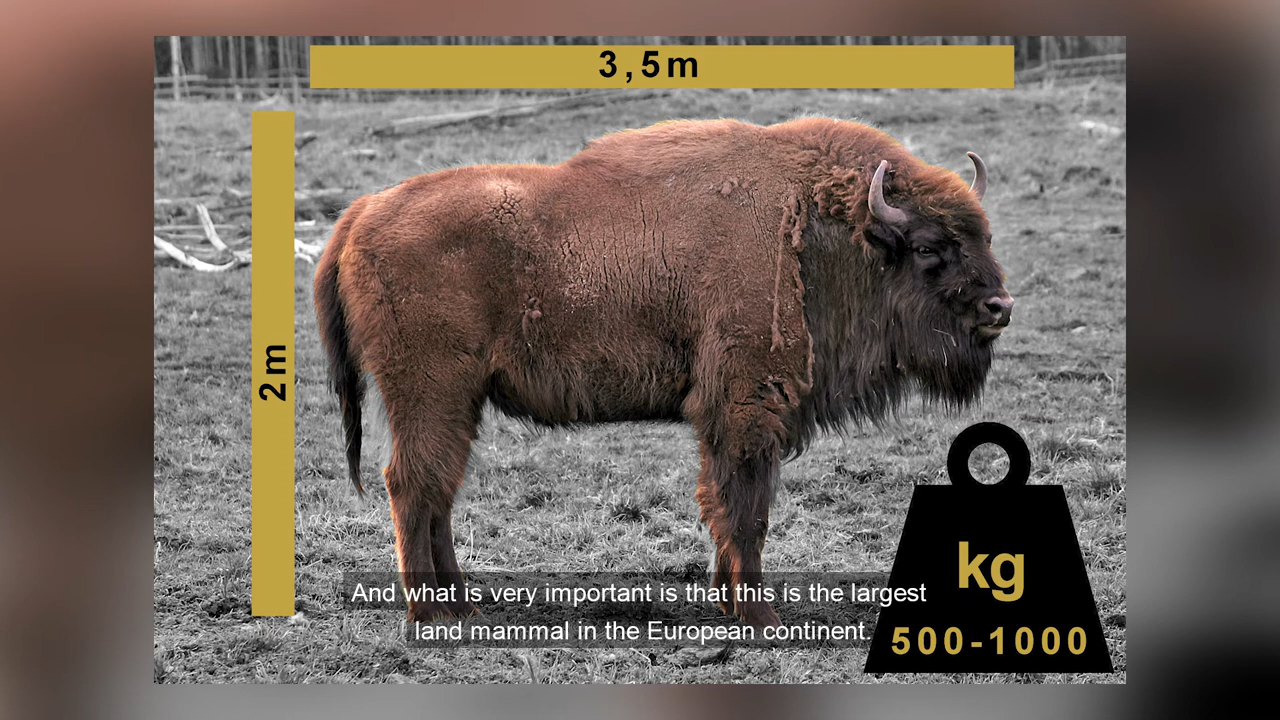 3,5m
2m
kg
500-1000
And what is very important is that this is the largest
land mammal in the European continent.